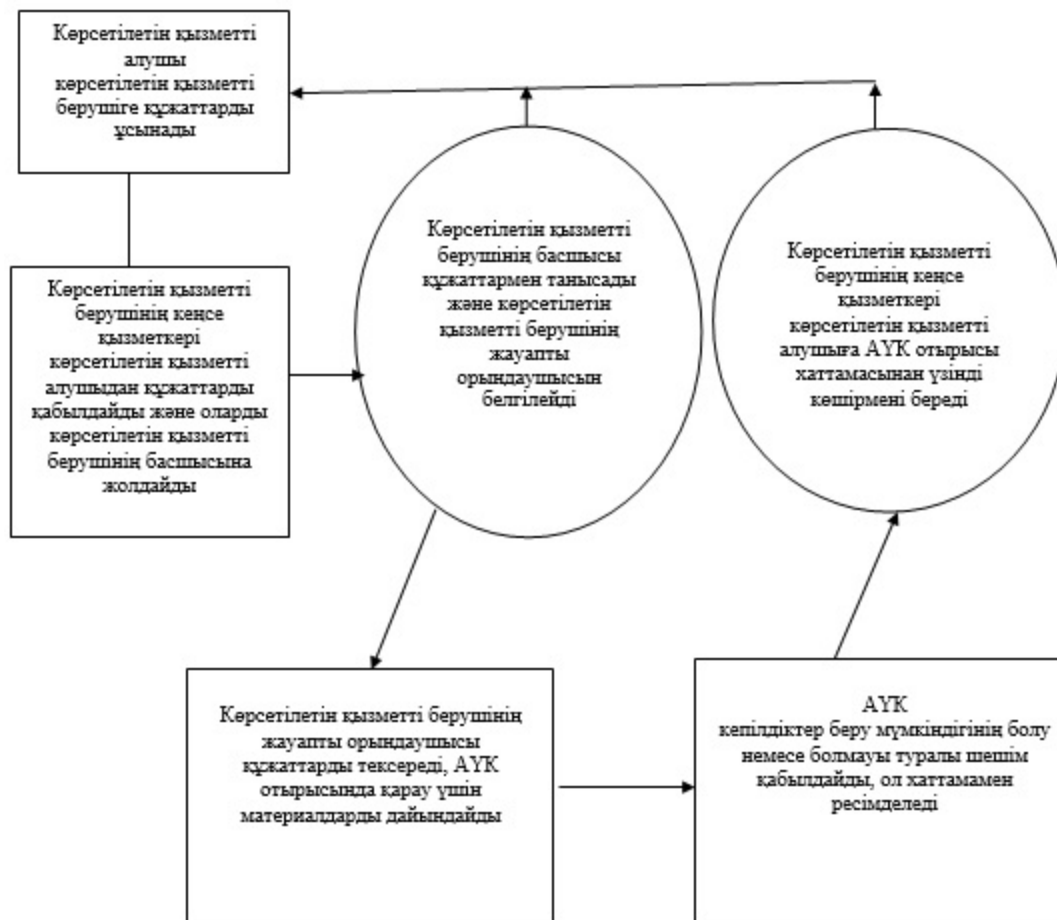 Көрсетілетін қызметті
алушы
көрсетілетін қызметті
берушіге құжаттарды
ұсынады
Көрсетілетін қызметті
берушінің кеңсе
қызметкері
көрсетілетін қызметті
алушыдан құжаттарды
қабылдайды және оларды
көрсетілетін қызметті
берушінің басшысына
жолдайды
Көрсетілетін қызметті
берушінің басшысы
құжаттармен танысады
және көрсетілетін
қызметті берушінің
жауапты
орындаушысын
белгілейді
Көрсетілетін қызметті
берушінің кеңсе
қызметкері
көрсетілетін қызметті
алушыға АҮК отырысы
хаттамасынан үзінді
көшірмені береді
Көрсетілетін қызметті берушінің
жауапты орындаушысы
құжаттарды тексереді, АҮК
отырысында қарау үшін
материалдарды дайындайды
АҮК
кепілдіктер беру мүмкіндігінің болу
немесе болмауы туралы шешім
қабылдайды, ол хаттамамен
ресімделеді